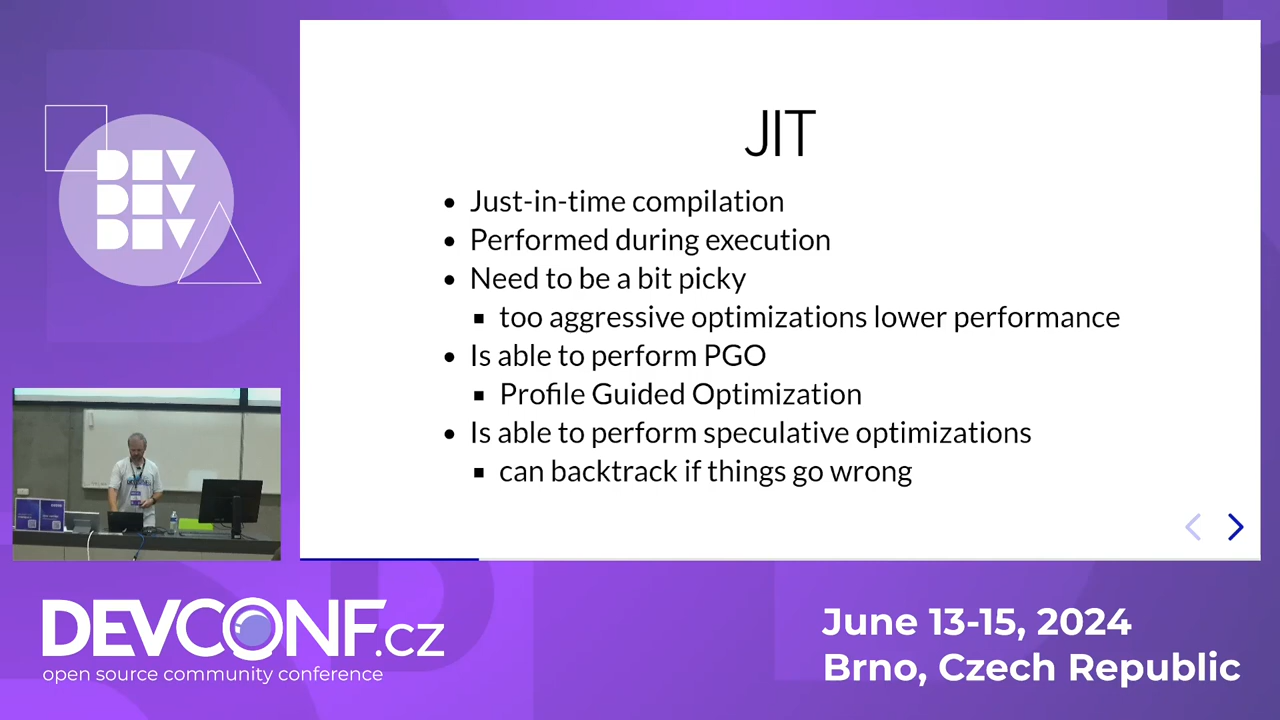 JIT
Just-in-time compilation
Performed during execution
Need to be a bit picky
too aggressive optimizations lower performance
Is able to perform PGO
Profile Guided Optimization
Is able to perform speculative optimizations
can backtrack if things go wrong
DEV
DEV
DEV
DEVCONF.cz
open source community conference
June 13-15, 2024
Brno, Czech Republic